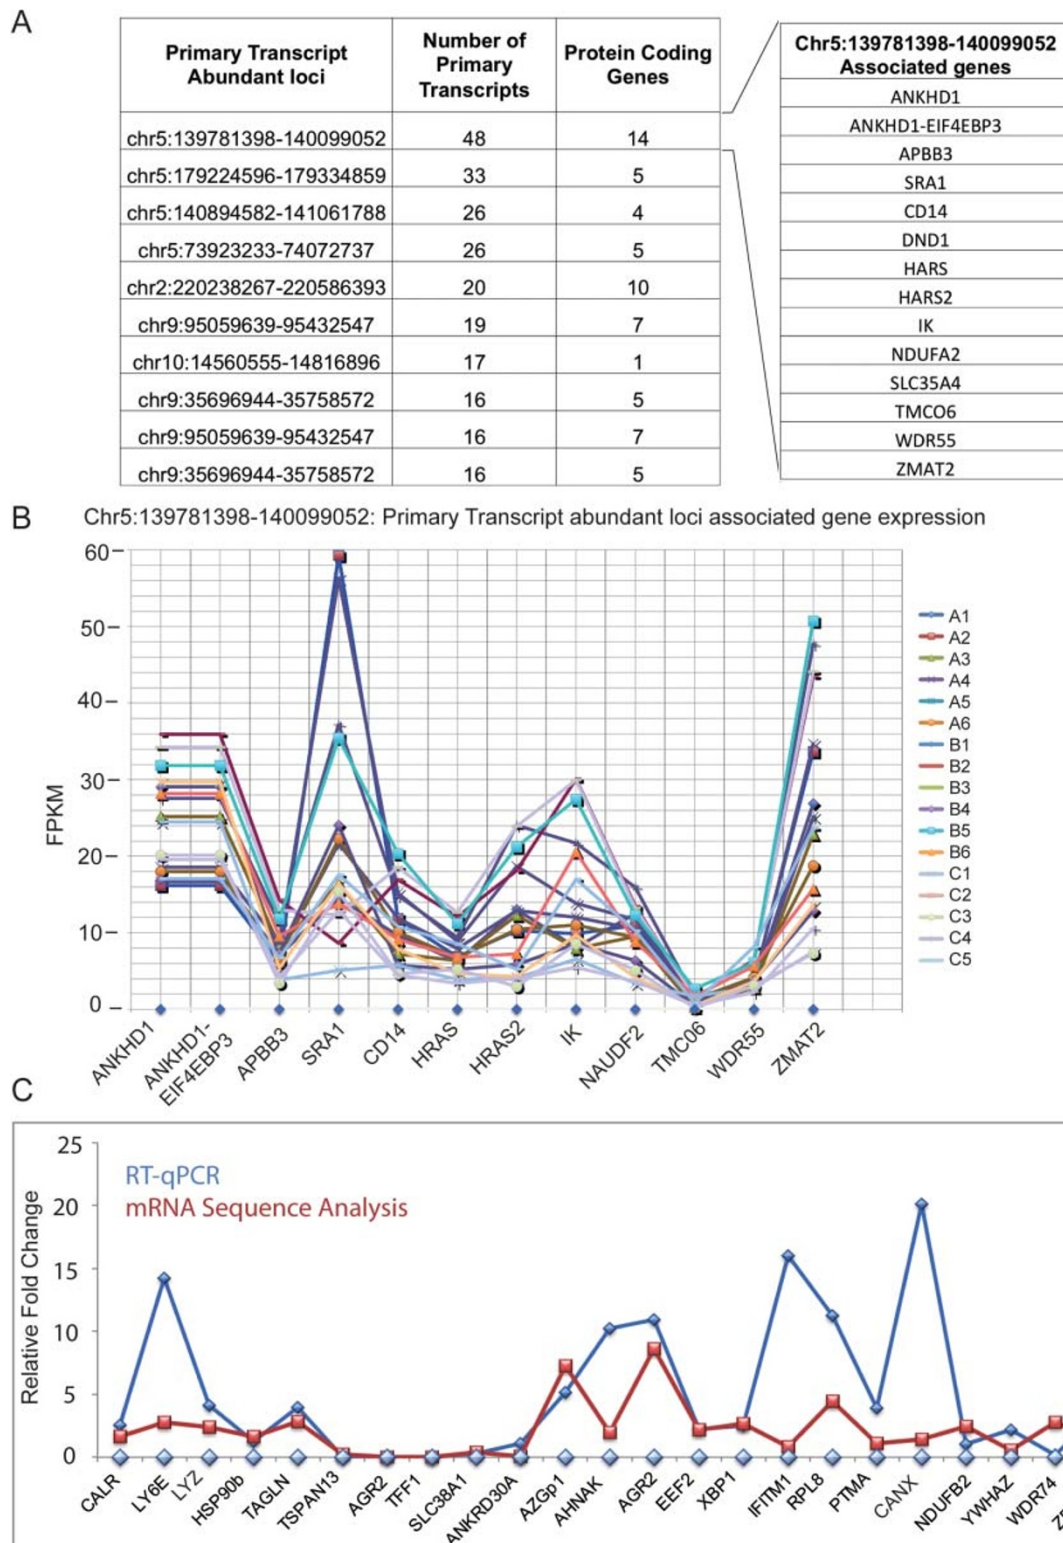 A
Primary Transcript
Abundant loci
Number of
Primary
Transcripts
Protein Coding
Genes
chr5:139781398-140099052 48 14
chr5:179224596-179334859 33 5
chr5:140894582-141061788 26 4
chr5:73923233-74072737 26 5
chr2:220238267-220586393 20 10
chr9:95059639-95432547 19 7
chr10:14560555-14816896 17 1
chr9:35696944-35758572 16 5
chr9:95059639-95432547 16 7
chr9:35696944-35758572 16 5
Chr5:139781398-140099052
Associated genes
ANKHD1
ANKHD1-EIF4EBP3
APBB3
SRA1
CD14
DND1
HARS
HARS2
IK
NDUFA2
SLC35A4
TMCO6
WDR55
ZMAT2
B
Chr5:139781398-140099052: Primary Transcript abundant loci associated gene expression
FPKM
60
50
40
30
20
10
0
ANKHD1
ANKHD1-
EIF4EBP3
APBB3
SRA1
CD14
HRAS
HRAS2
IK
NAUDF2
TMC06
WDR55
ZMAT2
A1
A2
A3
A4
A5
A6
B1
B2
B3
B4
B5
B6
C1
C2
C3
C4
C5
C
Relative Fold Change
25
20
15
10
5
0
RT-qPCR
mRNA Sequence Analysis
CALR
LY6E
LYZ
HSP90b
TAGLN
TSPAN13
AGR2
TFF1
SLC38A1
ANKRD30A
AZGp1
AHNAK
AGR2
EEF2
XBP1
IFITM1
RPL8
PTMA
CANX
NDUFB2
YWHAZ
WDR74